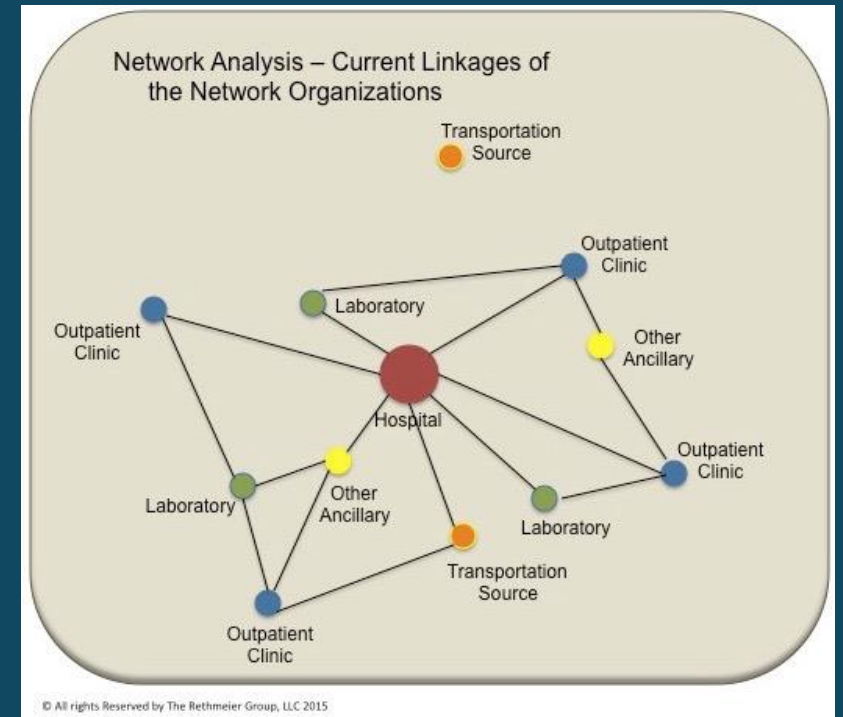 Network Analysis – Current Linkages of
the Network Organizations
Transportation
Source
Outpatient
Clinic
Laboratory
Outpatient
Clinic
Other
Ancillary
Hospital
Outpatient
Clinic
Laboratory
Other
Ancillary
Laboratory
Transportation
Source
Outpatient
Clinic
© All rights Reserved by The Rethmeier Group, LLC 2015